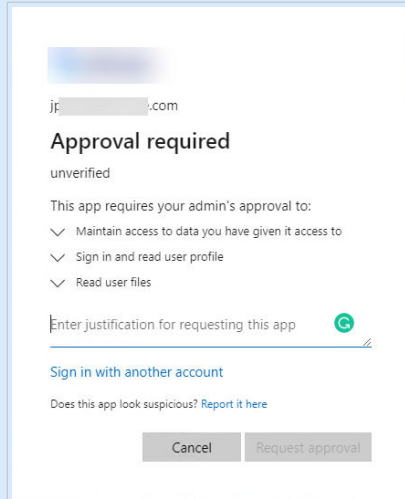 jp .com
Approval required
unverified
This app requires your admin's approval to:
Maintain access to data you have given it access to
Sign in and read user profile
Read user files
Enter justification for requesting this app
Sign in with another account
Does this app look suspicious? Report it here
Cancel Request approval